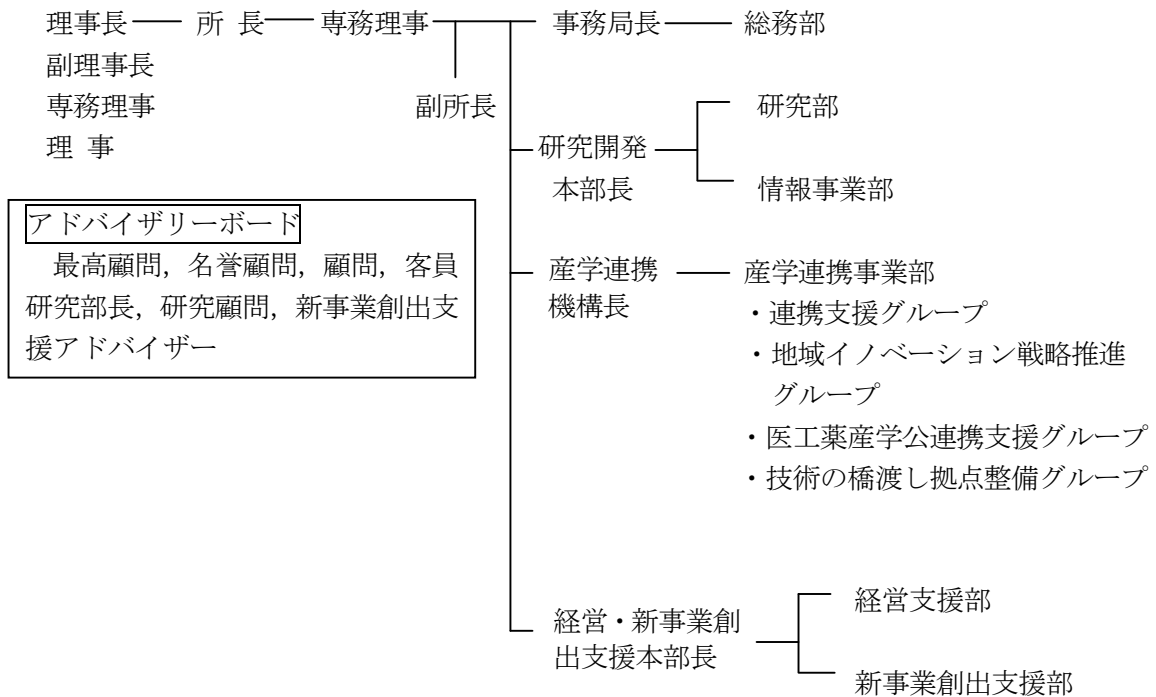 理事長 所 長 専務理事 事務局長 総務部
副理事長
専務理事 副所長 研究部
理 事 研究開発
本部長 情報事業部
アドバイザリーボード
最高顧問，名誉顧問，顧問，客員
研究部長，研究顧問，新事業創出支
援アドバイザー
産学連携 産学連携事業部
機構長 ・連携支援グループ
・地域イノベーション戦略推進
グループ
・医工薬産学公連携支援グループ
・技術の橋渡し拠点整備グループ
経営・新事業創 経営支援部
出支援本部長
新事業創出支援部